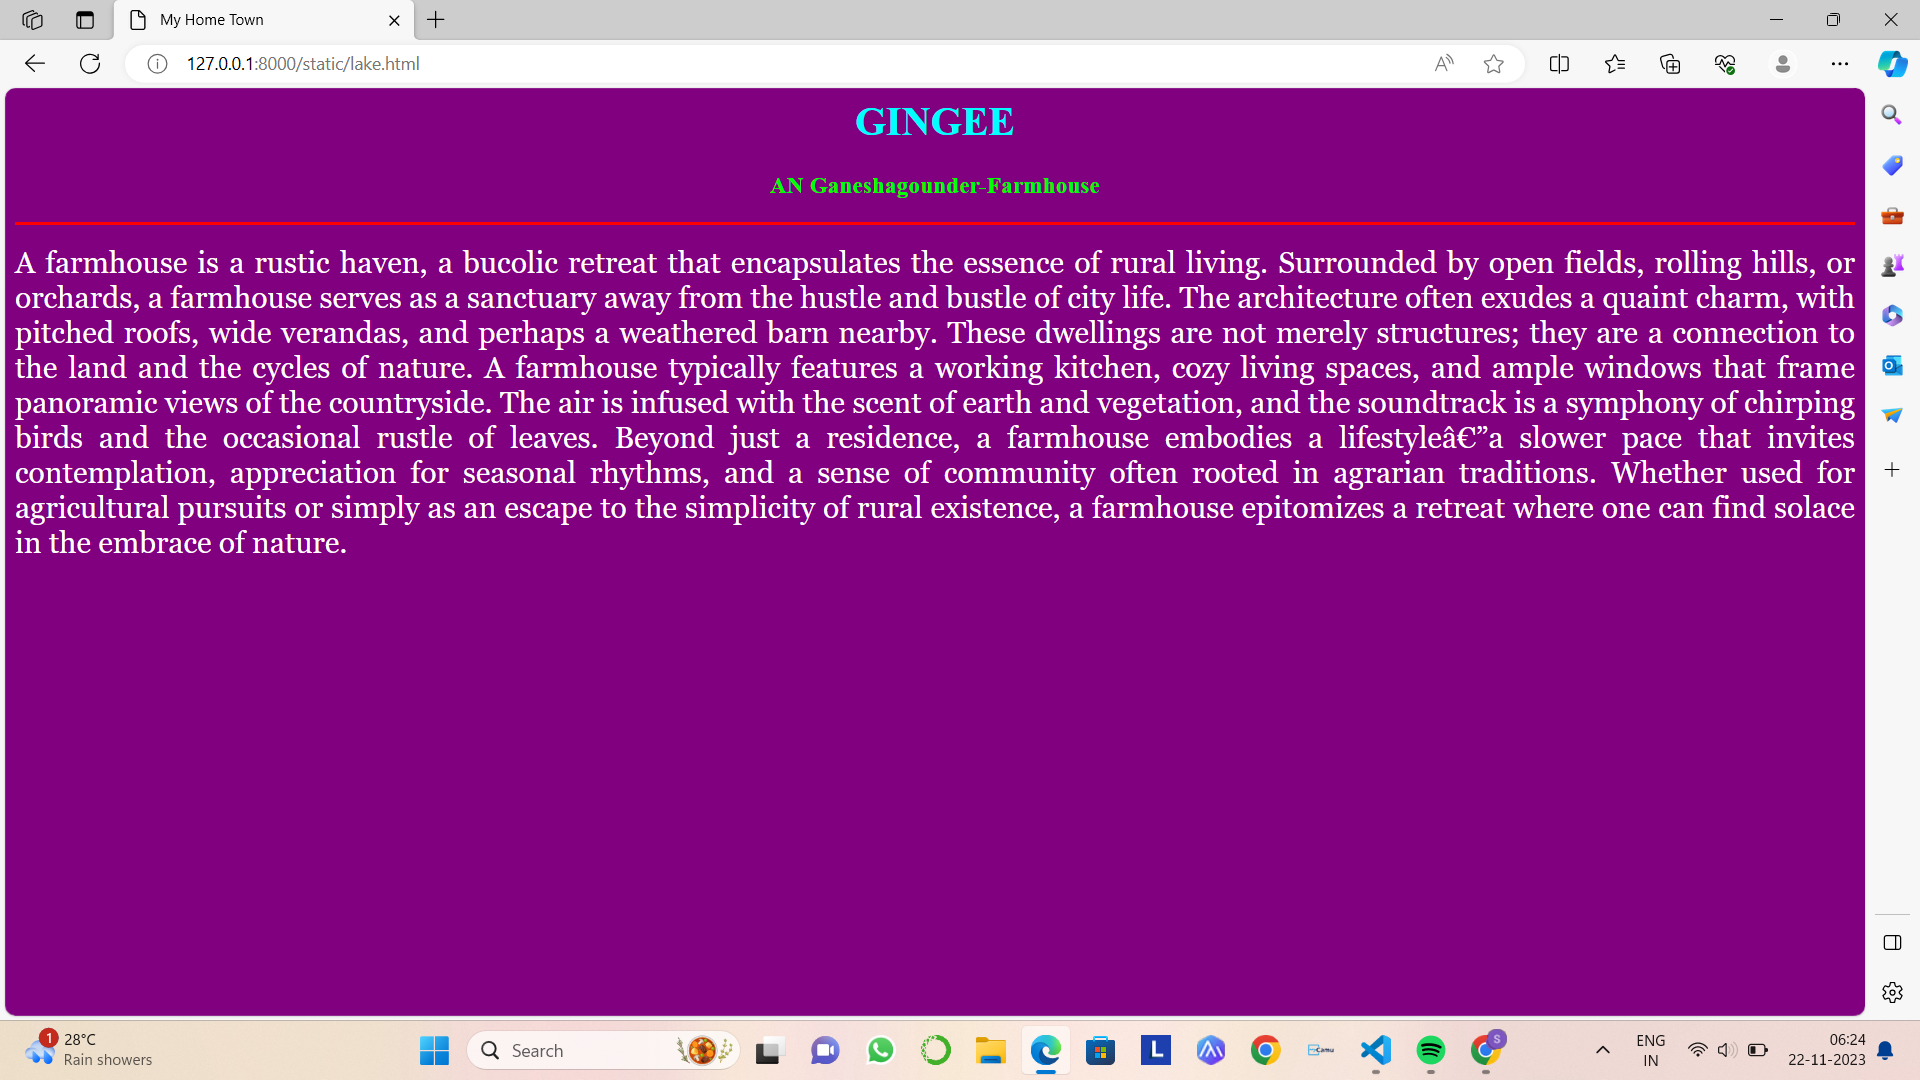 My Home Town
127.0.0.1:8000/static/lake.html
GINGEE
AN Ganeshagounder-Farmhouse
A farmhouse is a rustic haven, a bucolic retreat that encapsulates the essence of rural living. Surrounded by open fields, rolling hills, or
orchards, a farmhouse serves as a sanctuary away from the hustle and bustle of city life. The architecture often exudes a quaint charm, with
pitched roofs, wide verandas, and perhaps a weathered barn nearby. These dwellings are not merely structures; they are a connection to
the land and the cycles of nature. A farmhouse typically features a working kitchen, cozy living spaces, and ample windows that frame
panoramic views of the countryside. The air is infused with the scent of earth and vegetation, and the soundtrack is a symphony of chirping
birds and the occasional rustle of leaves. Beyond just a residence, a farmhouse embodies a lifestyleâ€”a slower pace that invites
contemplation, appreciation for seasonal rhythms, and a sense of community often rooted in agrarian traditions. Whether used for
agricultural pursuits or simply as an escape to the simplicity of rural existence, a farmhouse epitomizes a retreat where one can find solace
in the embrace of nature.
1
28°C
Rain showers
Search
L
Camu
S
ENG
IN
06:24
22-11-2023